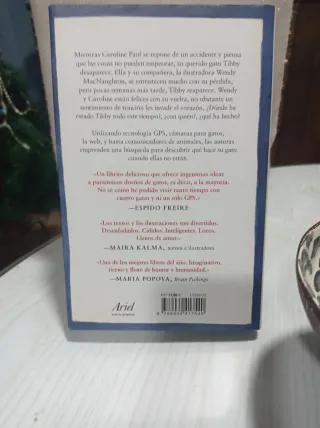 Mientras Caroline Paul se repone de un accidente y piensa
que las cosas no pueden empeorar, su querido gato Tibby
desaparece. Ella y su compañera, la ilustradora Wendy
MacNaughton, se entristecen mucho con su pérdida,
pero pocas semanas más tarde, Tibby reaparece. Wendy
y Caroline están felices con su vuelta, no obstante un
sentimiento de traición les invade el corazón. ¿Dónde ha
estado Tibby todo este tiempo?, ¿con quién?, ¿qué ha hecho?
Utilizando tecnología GPS, cámaras para gatos,
la web, y hasta comunicadores de animales, las autoras
emprenden una búsqueda para descubrir qué hace su gato
cuando ellas no están.
«Un librito delicioso que ofrece ingeniosas ideas
a paranoicos dueños de gatos, es decir, a la mayoría.
No sé cómo he podido vivir tanto tiempo con
cuatro gatos y ni un solo GPS.»
—ESPIDO FREIRE
«Los textos y las ilustraciones son divertidos.
Desenfadados. Cálidos. Inteligentes. Locos.
Llenos de amor.»
—MAIRA KALMAN, autora e ilustradora
«Uno de los mejores libros del año. Imaginativo,
tierno y lleno de humor y humanidad.»
—MARIA POPOVA, Brain Pickings
Ariel